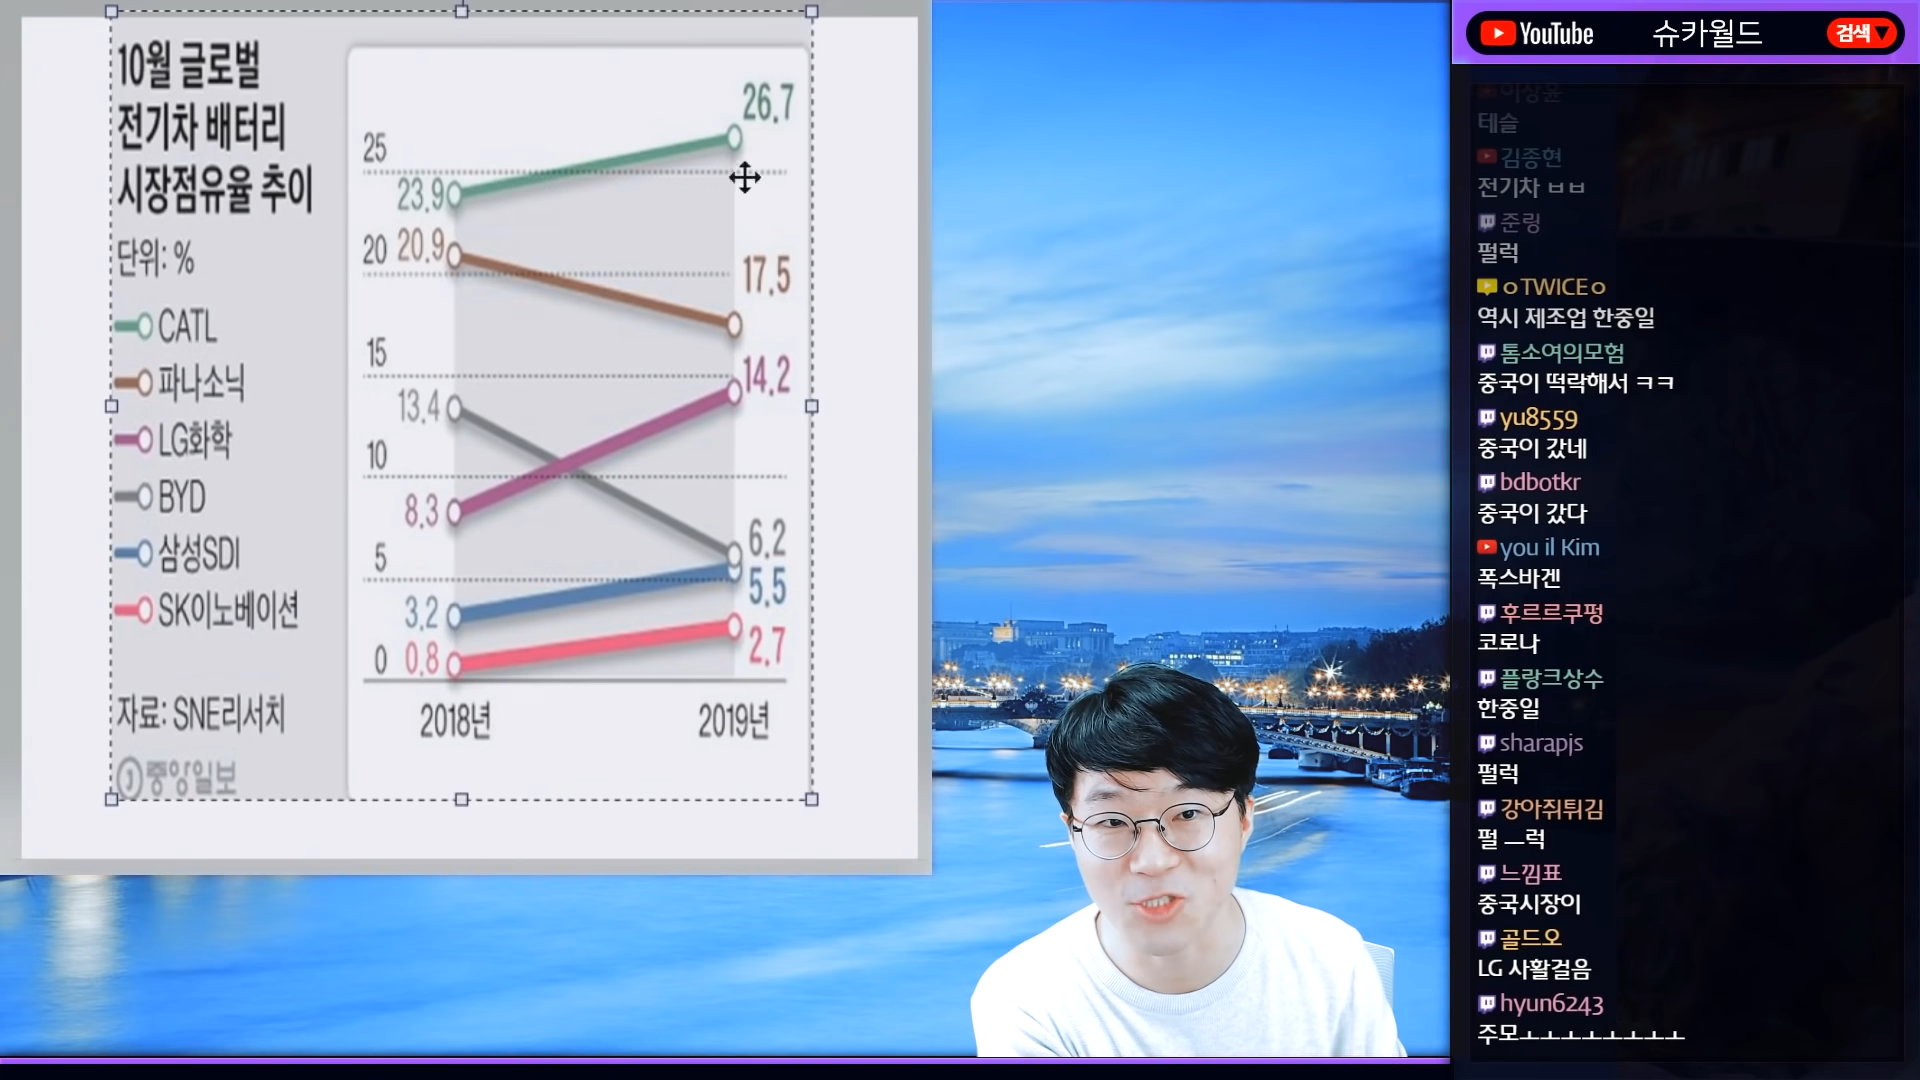 10월 글로벌
전기차 배터리
시장점유율 추이
단위: %
CATL
파나소닉
LG화학
BYD
삼성SDI
SK이노베이션
자료: SNE리서치
중앙일보
26.7
25
23.9
20 20.9
17.5
15
14.2
13.4
10
8.3
6.2
5
5.5
3.2
2.7
0 0.8
2018년 2019년
YouTube 슈카월드 검색▼
이상윤
테슬
김종현
전기차 ㅂㅂ
준링
펄럭
oTWICEo
역시 제조업 한중일
톰소여의모험
중국이 떡락해서 ㅋㅋ
yu8559
중국이 갔네
bdbotkr
중국이 갔다
you il Kim
폭스바겐
후르르쿠펑
코로나
플랑크상수
한중일
sharapjs
펄럭
강아쥐튀김
펄 ㅡ럭
느낌표
중국시장이
골드오
LG 사활걸음
hyun6243
주모ㅗㅗㅗㅗㅗㅗㅗㅗ